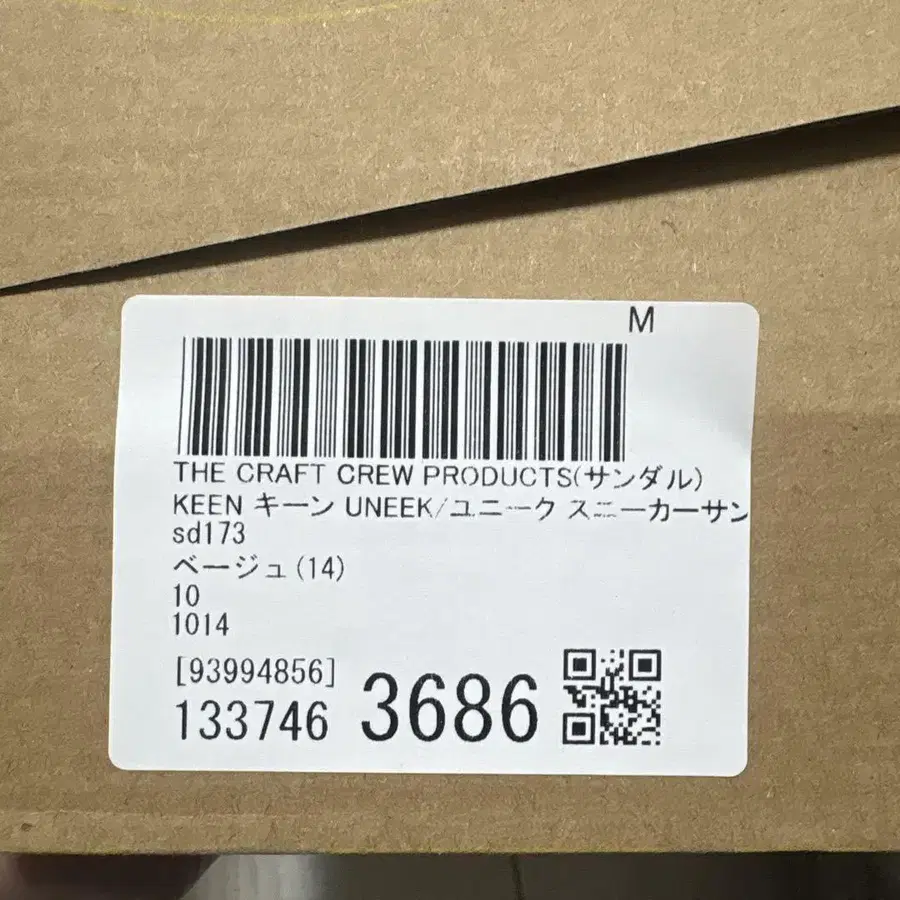 M
THE CRAFT CREW PRODUCTS(サンダル)
KEEN キーン UNEEK/ユニーク スニーカーサン
sd173
ベージュ(14)
10
1014
[93994856]
133746 3686